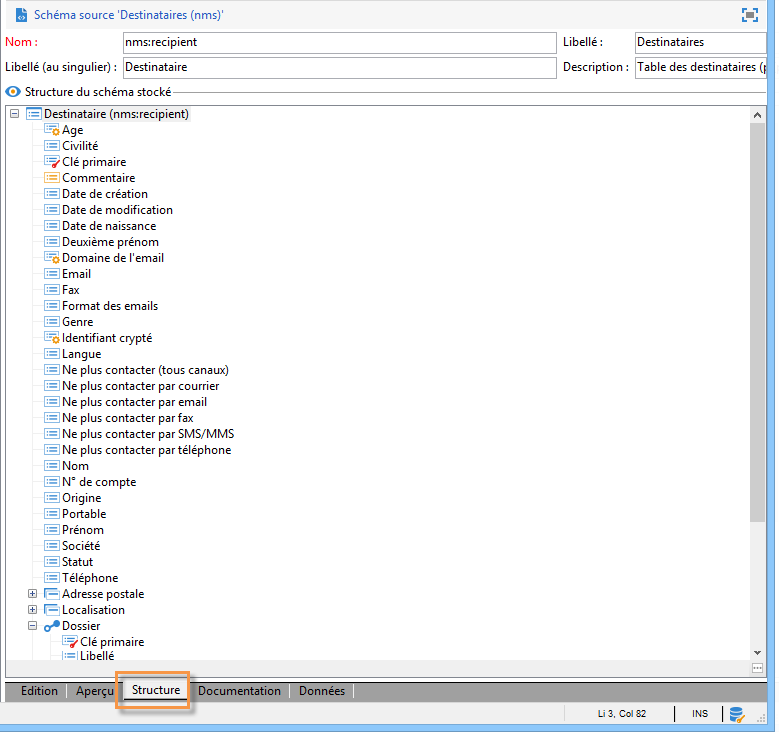 Schéma source 'Destinataires (nms)'
Nom : nms:recipient Libellé : Destinataires
Libellé (au singulier) : Destinataire Description : Table des destinataires (p
Structure du schéma stocké
Destinataire (nms:recipient)
Age
Civilité
Clé primaire
Commentaire
Date de création
Date de modification
Date de naissance
Deuxième prénom
Domaine de l'email
Email
Fax
Format des emails
Genre
Identifiant crypté
Langue
Ne plus contacter (tous canaux)
Ne plus contacter par courrier
Ne plus contacter par email
Ne plus contacter par fax
Ne plus contacter par SMS/MMS
Ne plus contacter par téléphone
Nom
N° de compte
Origine
Portable
Prénom
Société
Statut
Téléphone
Adresse postale
Localisation
Dossier
Clé primaire
Libellé
Edition Aperçu Structure Documentation Données
Li 3, Col 82 INS